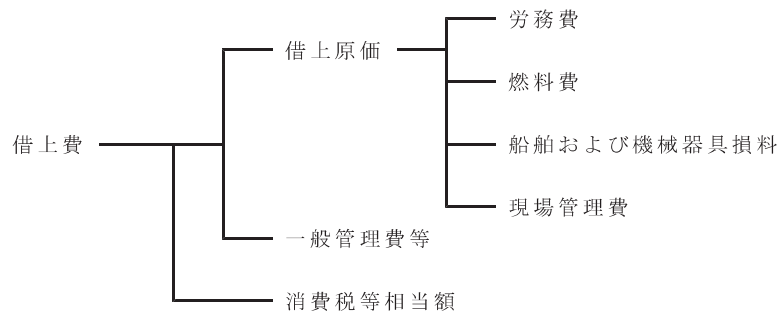 労務費
借上原価
燃料費
借上費
船舶および機械器具損料
現場管理費
一般管理費等
消費税等相当額